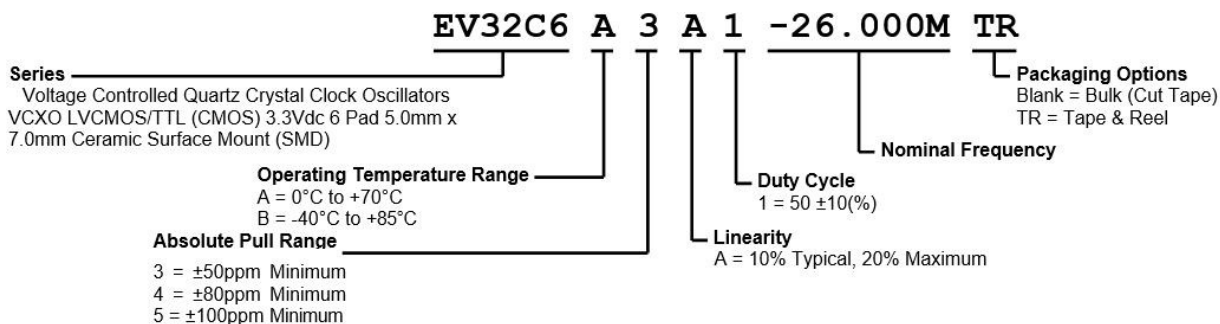 EV32C6 A 3 A 1 -26.000M TR
Series
Voltage Controlled Quartz Crystal Clock Oscillators
VCXO LVCMOS/TTL (CMOS) 3.3Vdc 6 Pad 5.0mm x
7.0mm Ceramic Surface Mount (SMD)
Operating Temperature Range
A = 0°C to +70°C
B = -40°C to +85°C
Absolute Pull Range
3 = ±50ppm Minimum
4 = ±80ppm Minimum
5 = ±100ppm Minimum
Linearity
A = 10% Typical, 20% Maximum
Duty Cycle
1 = 50 ±10(%)
Nominal Frequency
Packaging Options
Blank = Bulk (Cut Tape)
TR = Tape & Reel